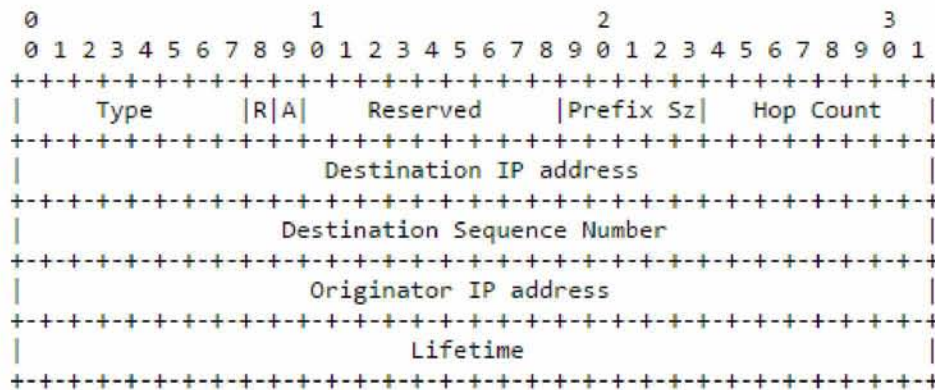 0                   1                   2                   3
0 1 2 3 4 5 6 7 8 9 0 1 2 3 4 5 6 7 8 9 0 1 2 3 4 5 6 7 8 9 0 1
+-+-+-+-+-+-+-+-+-+-+-+-+-+-+-+-+-+-+-+-+-+-+-+-+-+-+-+-+-+-+-+-+
|     Type      |R|A|    Reserved     |Prefix Sz|   Hop Count   |
+-+-+-+-+-+-+-+-+-+-+-+-+-+-+-+-+-+-+-+-+-+-+-+-+-+-+-+-+-+-+-+-+
|                     Destination IP address                    |
+-+-+-+-+-+-+-+-+-+-+-+-+-+-+-+-+-+-+-+-+-+-+-+-+-+-+-+-+-+-+-+-+
|                  Destination Sequence Number                  |
+-+-+-+-+-+-+-+-+-+-+-+-+-+-+-+-+-+-+-+-+-+-+-+-+-+-+-+-+-+-+-+-+
|                    Originator IP address                      |
+-+-+-+-+-+-+-+-+-+-+-+-+-+-+-+-+-+-+-+-+-+-+-+-+-+-+-+-+-+-+-+-+
|                           Lifetime                            |
+-+-+-+-+-+-+-+-+-+-+-+-+-+-+-+-+-+-+-+-+-+-+-+-+-+-+-+-+-+-+-+-+